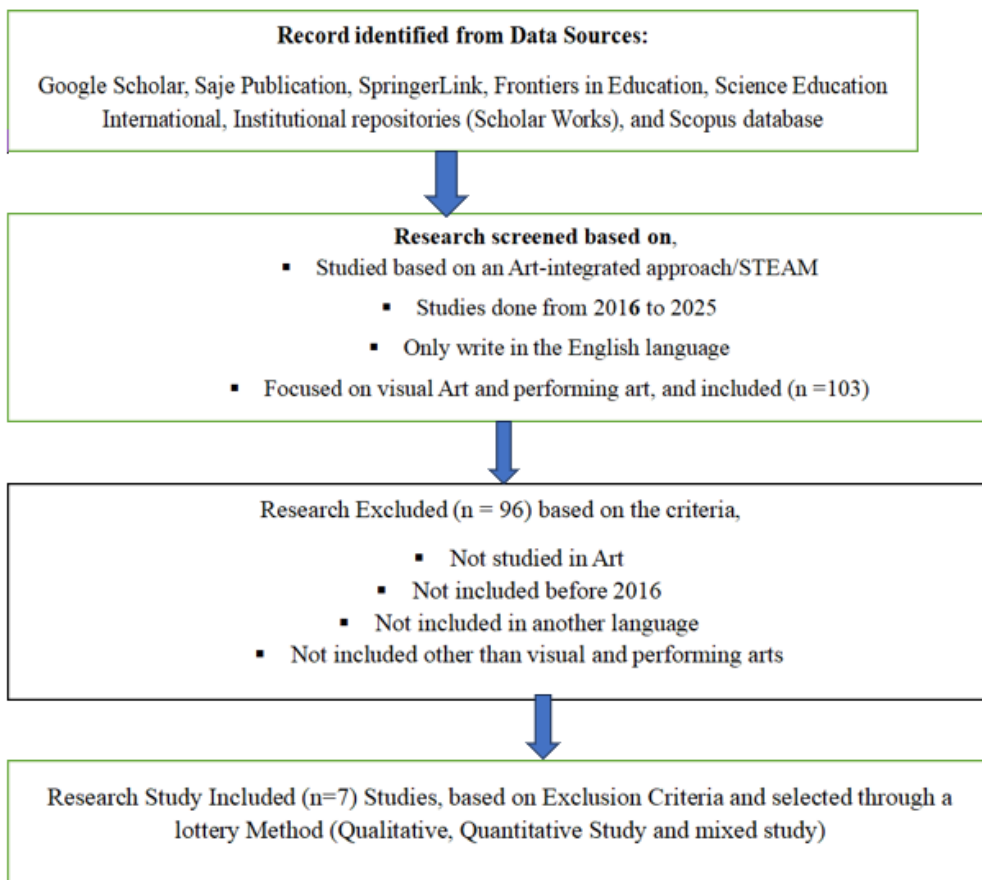 Record identified from Data Sources:
Google Scholar, Saje Publication, SpringerLink, Frontiers in Education, Science Education
International, Institutional repositories (Scholar Works), and Scopus database
Research screened based on,
▪ Studied based on an Art-integrated approach/STEAM
▪ Studies done from 2016 to 2025
▪ Only write in the English language
▪ Focused on visual Art and performing art, and included (n =103)
Research Excluded (n = 96) based on the criteria,
▪ Not studied in Art
▪ Not included before 2016
▪ Not included in another language
▪ Not included other than visual and performing arts
Research Study Included (n=7) Studies, based on Exclusion Criteria and selected through a
lottery Method (Qualitative, Quantitative Study and mixed study)